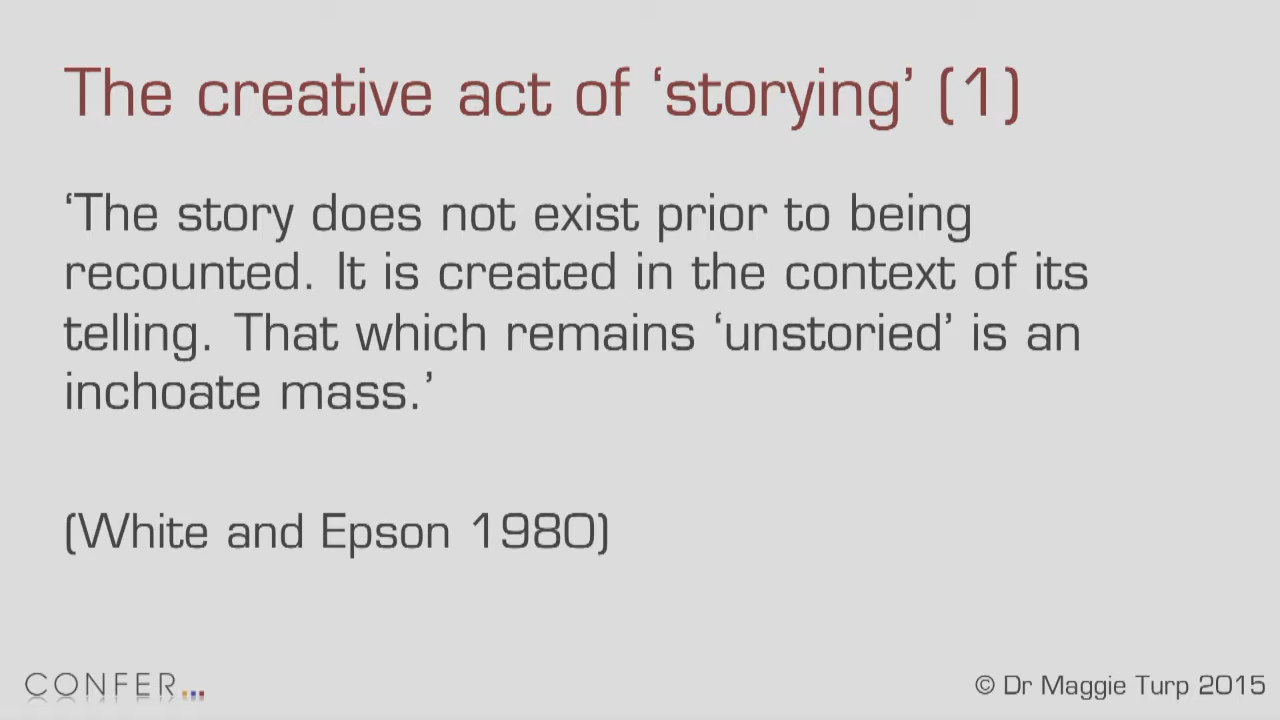 The creative act of ‘storying’ (1)
‘The story does not exist prior to being
recounted. It is created in the context of its
telling. That which remains ‘unstoried’ is an
inchoate mass.’
(White and Epson 1980)
CONFER...
© Dr Maggie Turp 2015